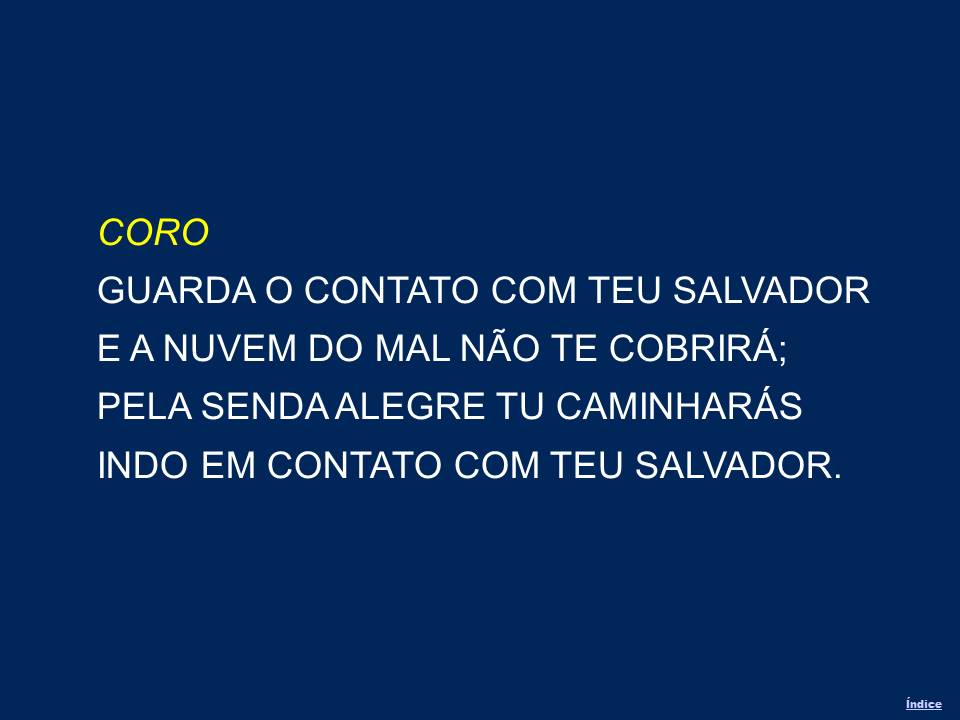 CORO
GUARDA O CONTATO COM TEU SALVADOR
E A NUVEM DO MAL NÃO TE COBRIRÁ;
PELA SENDA ALEGRE TU CAMINHARÁS
INDO EM CONTATO COM TEU SALVADOR.
Índice